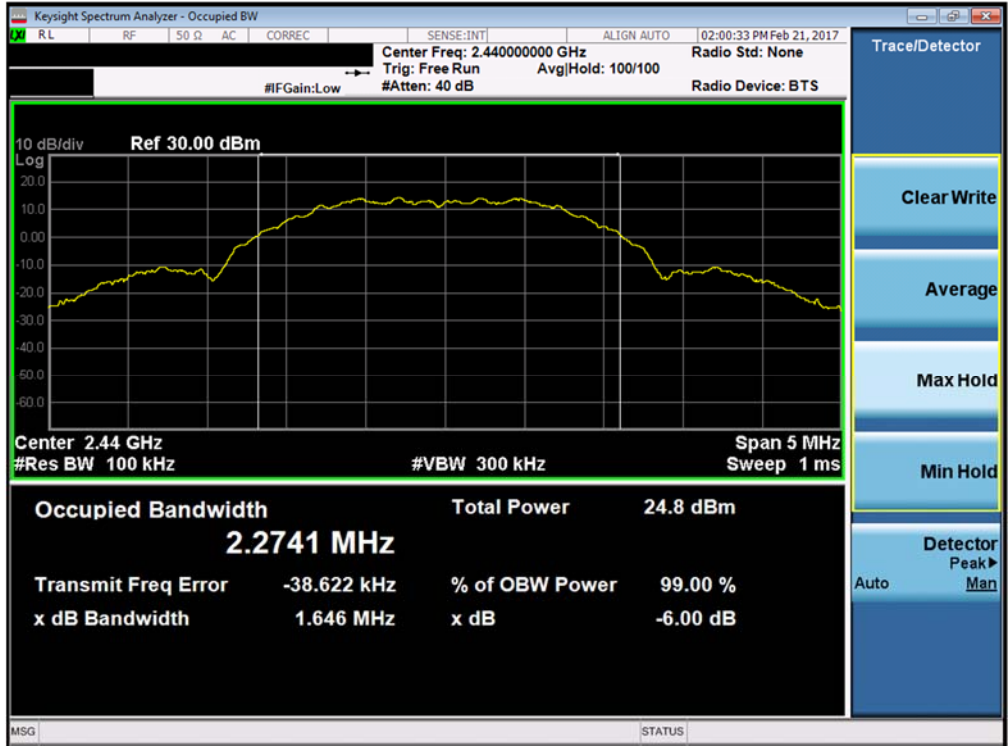 Keysight Spectrum Analyzer - Occupied BW
LXI RL RF 50 Ω AC CORREC SENSE:INT ALIGN AUTO 02:00:33 PM Feb 21, 2017
Center Freq: 2.440000000 GHz Radio Std: None
Trig: Free Run Avg|Hold: 100/100
#IFGain:Low #Atten: 40 dB Radio Device: BTS
10 dB/div Ref 30.00 dBm
Log
20.0
10.0
0.00
-10.0
-20.0
-30.0
-40.0
-50.0
-60.0
Center 2.44 GHz Span 5 MHz
#Res BW 100 kHz #VBW 300 kHz Sweep 1 ms
Occupied Bandwidth Total Power 24.8 dBm
2.2741 MHz
Transmit Freq Error -38.622 kHz % of OBW Power 99.00 %
x dB Bandwidth 1.646 MHz x dB -6.00 dB
MSG STATUS
Trace/Detector
Clear Write
Average
Max Hold
Min Hold
Detector
Peak▶
Auto Man